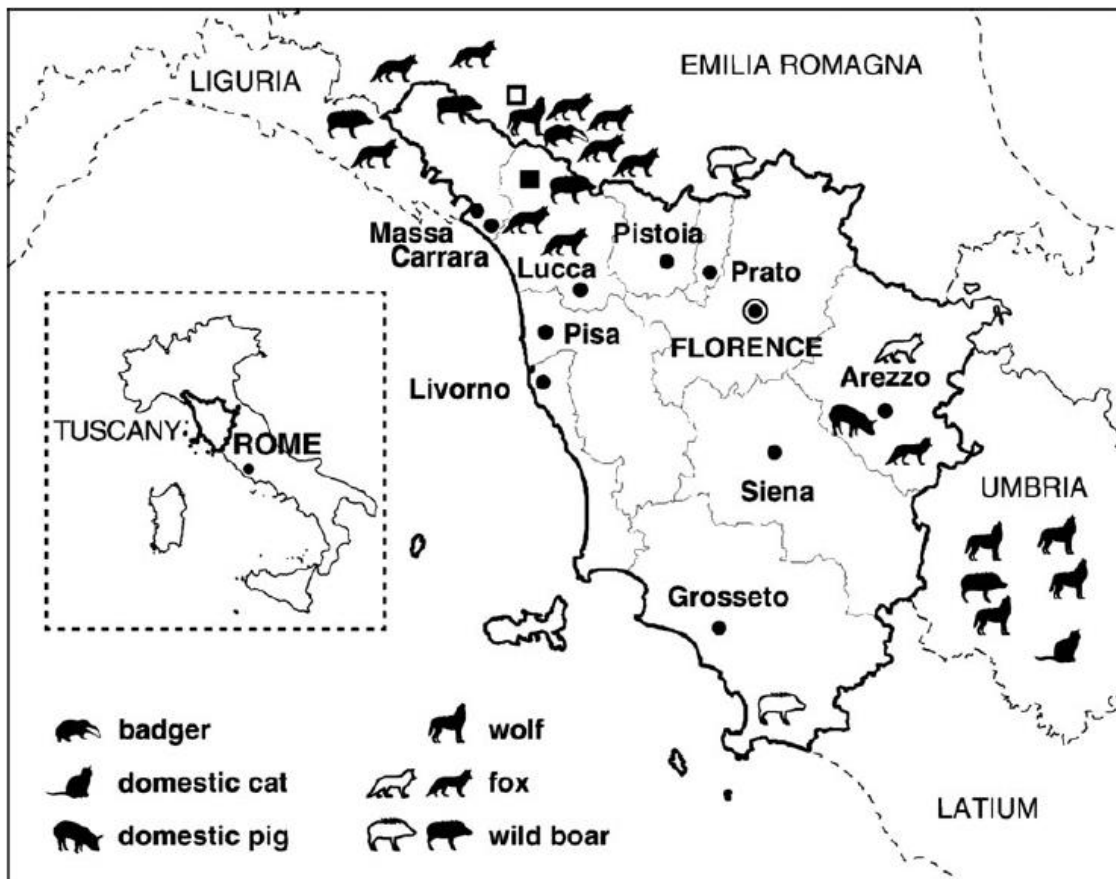 LIGURIA
EMILIA ROMAGNA
Massa
Carrara
Pistoia
Lucca
Prato
Pisa
FLORENCE
Livorno
Arezzo
TUSCANY
ROME
Siena
UMBRIA
Grosseto
badger
wolf
domestic cat
fox
domestic pig
wild boar
LATIUM